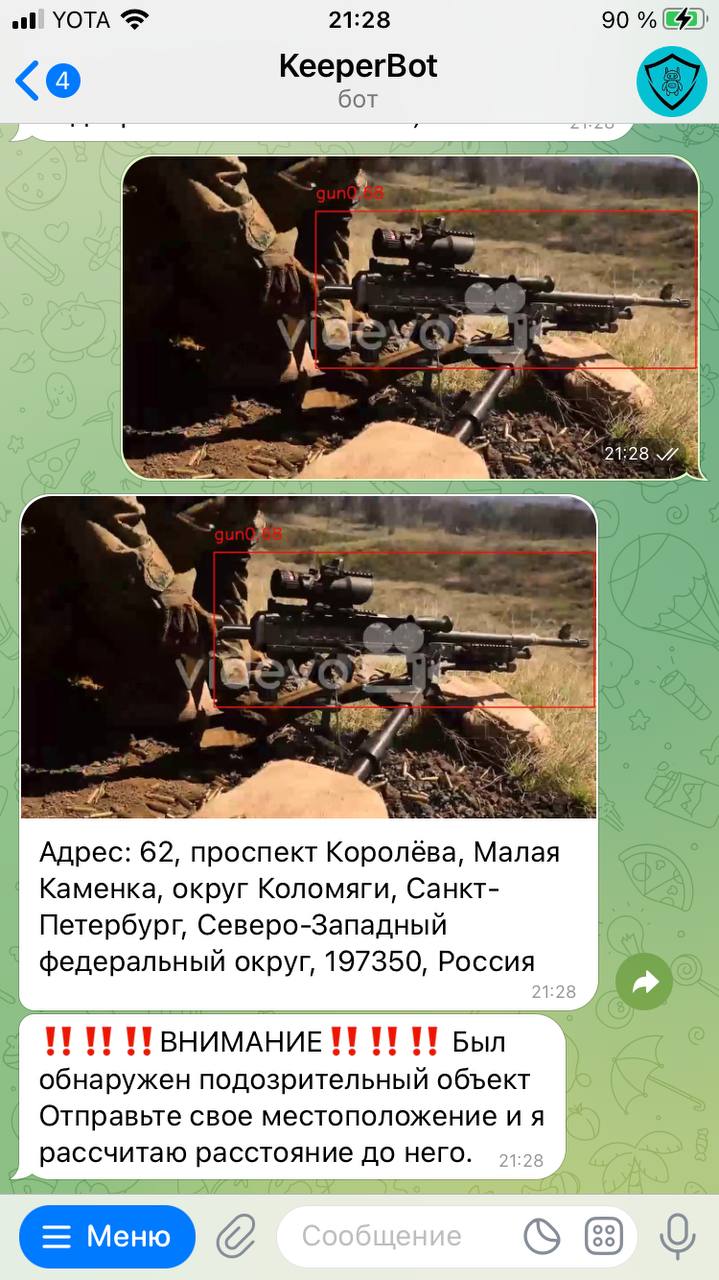 YOTA
21:28
90 %
4
KeeperBot
бот
21:28
gun0.68
videvo
21:28
gun0.68
videvo
Адрес: 62, проспект Королёва, Малая
Каменка, округ Коломяги, Санкт-
Петербург, Северо-Западный
федеральный округ, 197350, Россия
21:28
‼️‼️‼️ВНИМАНИЕ‼️‼️‼️ Был
обнаружен подозрительный объект
Отправьте свое местоположение и я
рассчитаю расстояние до него.
21:28
Меню
Сообщение